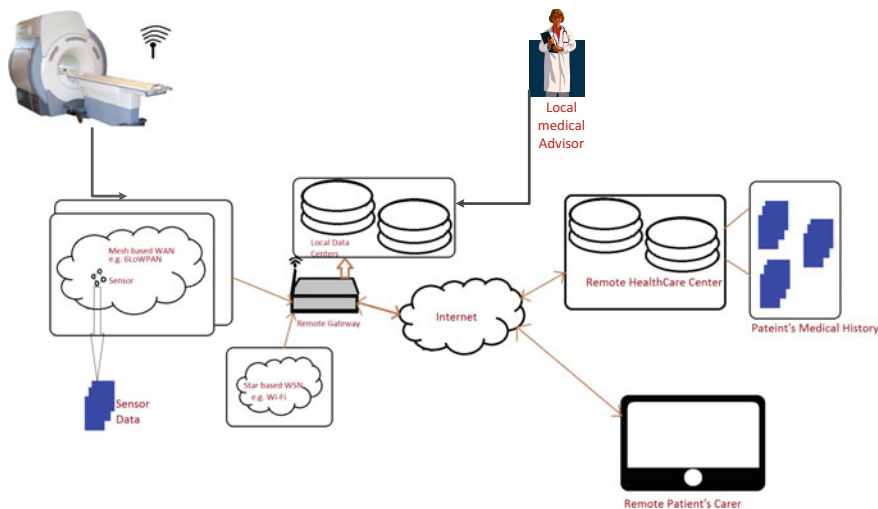 Local
medical
Advisor
Mesh based WAN
e.g. 6LoWPAN
Sensor
Local Data
Centers
Remote Gateway
Internet
Remote HealthCare Center
Pateint's Medical History
Star based WSN
e.g. Wi-Fi
Sensor
Data
Remote Patient's Carer